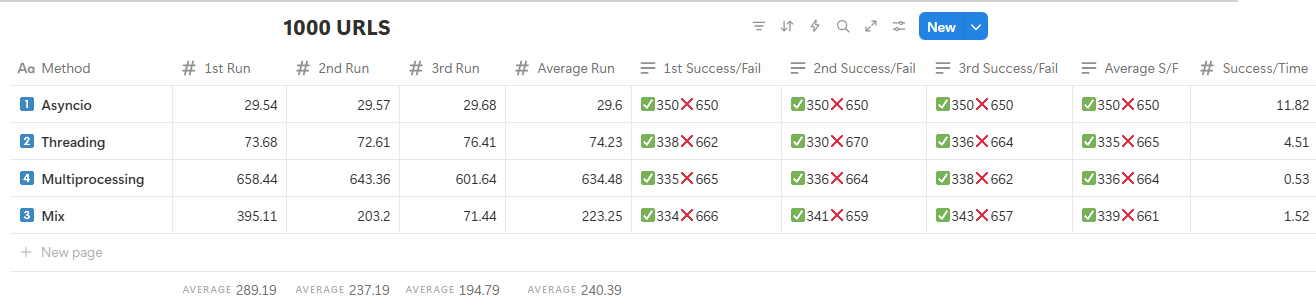 1000 URLS
New
Aa Method # 1st Run # 2nd Run # 3rd Run # Average Run 1st Success/Fail 2nd Success/Fail 3rd Success/Fail Average S/F # Success/Time
1 Asyncio 29.54 29.57 29.68 29.6 ✅350❌650 ✅350❌650 ✅350❌650 ✅350❌650 11.82
2 Threading 73.68 72.61 76.41 74.23 ✅338❌662 ✅330❌670 ✅336❌664 ✅335❌665 4.51
4 Multiprocessing 658.44 643.36 601.64 634.48 ✅335❌665 ✅336❌664 ✅338❌662 ✅336❌664 0.53
3 Mix 395.11 203.2 71.44 223.25 ✅334❌666 ✅341❌659 ✅343❌657 ✅339❌661 1.52
+ New page
AVERAGE 289.19 AVERAGE 237.19 AVERAGE 194.79 AVERAGE 240.39